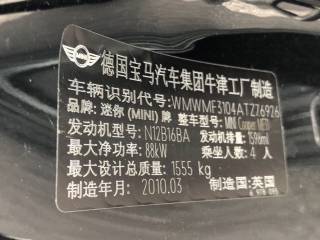 MINI
德国宝马汽车集团牛津工厂制造
车辆识别代号:WMWMF3104ATZ76926
品牌: 迷你(MINI)牌 整车型号: MINI Cooper
发动机型号: N12B16BA 发动机排量: 1598ml
最大净功率: 88kW 乘坐人数: 4 人
最大设计总质量: 1555 kg
制造年月: 2010.03 制造国:英国